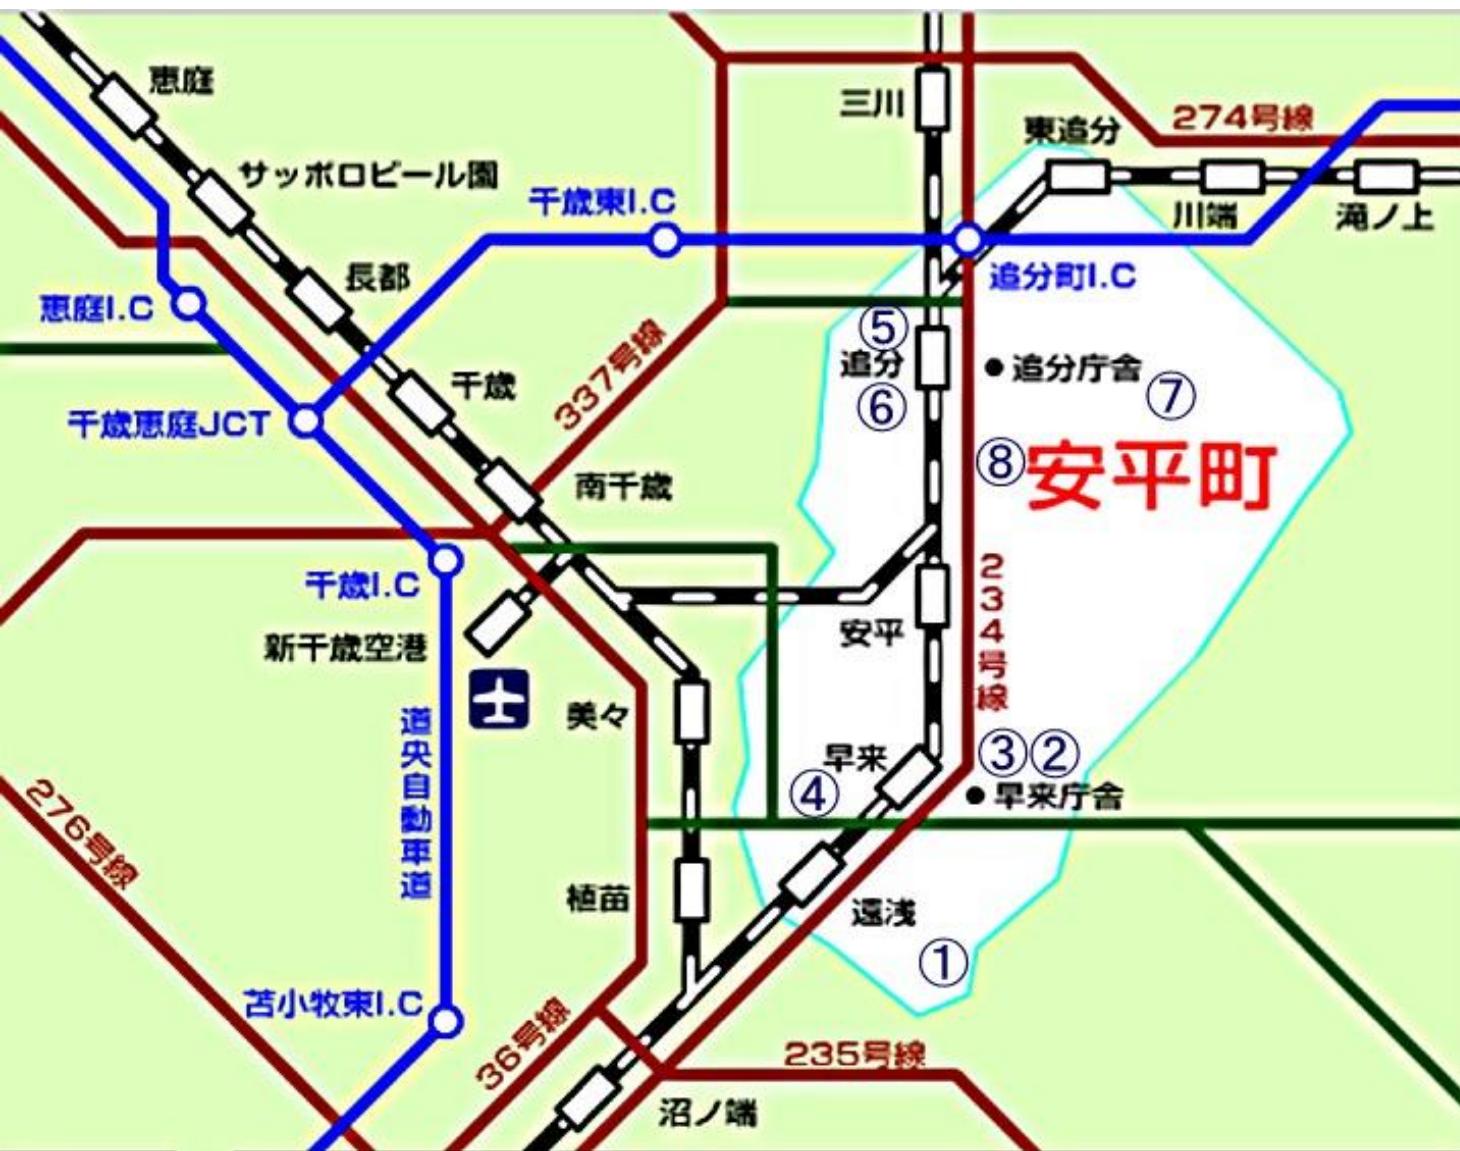 恵庭
サッポロビール園
長都
千歳
南千歳
新千歳空港
美々
植苗
沼ノ端
三川
東追分
川端
滝ノ上
追分
安平
早来
遠浅
千歳東I.C
追分町I.C
恵庭I.C
千歳恵庭JCT
千歳I.C
苫小牧東I.C
道央自動車道
274号線
337号線
234号線
276号線
36号線
235号線
追分庁舎
早来庁舎
安平町
⑤
⑥
⑦
⑧
③②
④
①